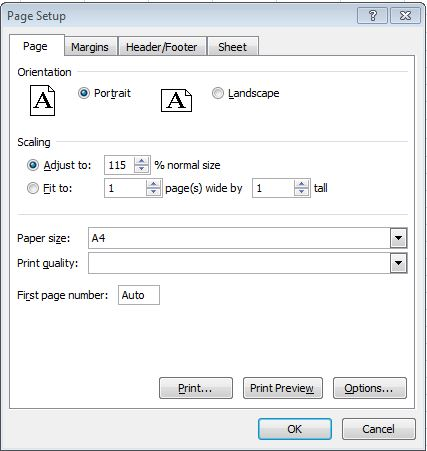 Page Setup
Page Margins Header/Footer Sheet
Orientation
A Portrait A Landscape
Scaling
Adjust to: 115 % normal size
Fit to: 1 page(s) wide by 1 tall
Paper size: A4
Print quality:
First page number: Auto
Print... Print Preview Options...
OK Cancel